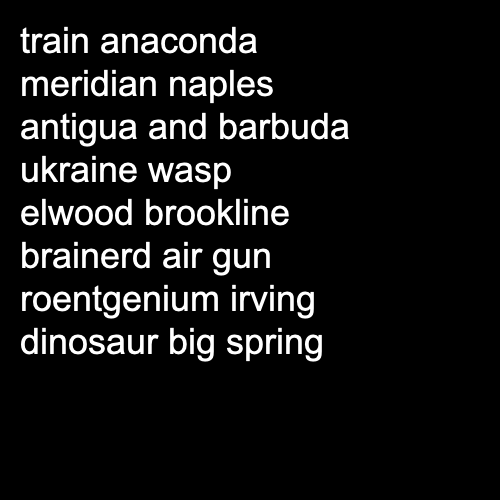 train anaconda
meridian naples
antigua and barbuda
ukraine wasp
elwood brookline
brainerd air gun
roentgenium irving
dinosaur big spring